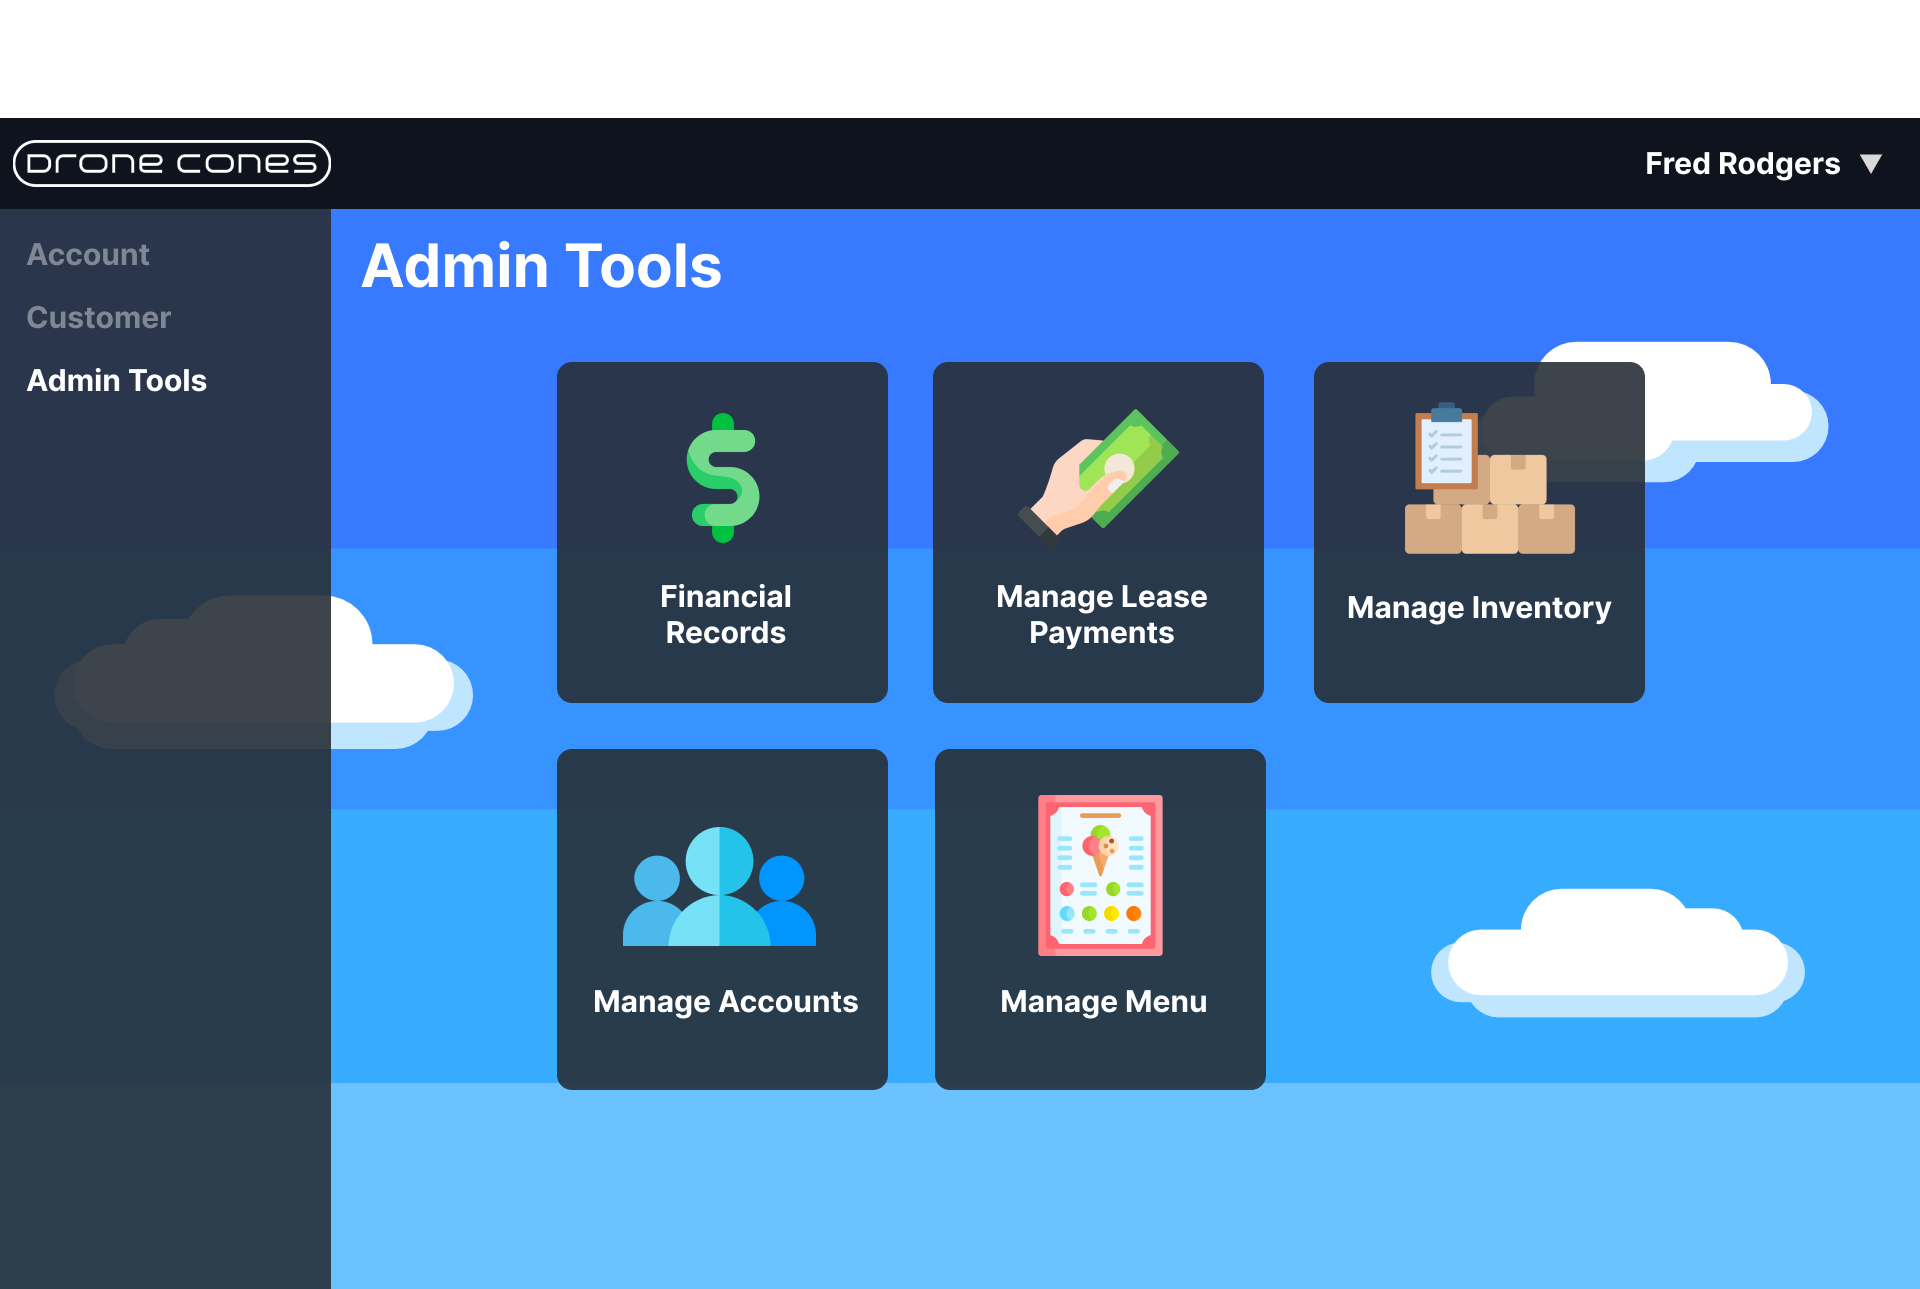 Drone Cones
Fred Rodgers ▼
Account
Customer
Admin Tools
Admin Tools
Financial
Records
Manage Lease
Payments
Manage Inventory
Manage Accounts
Manage Menu